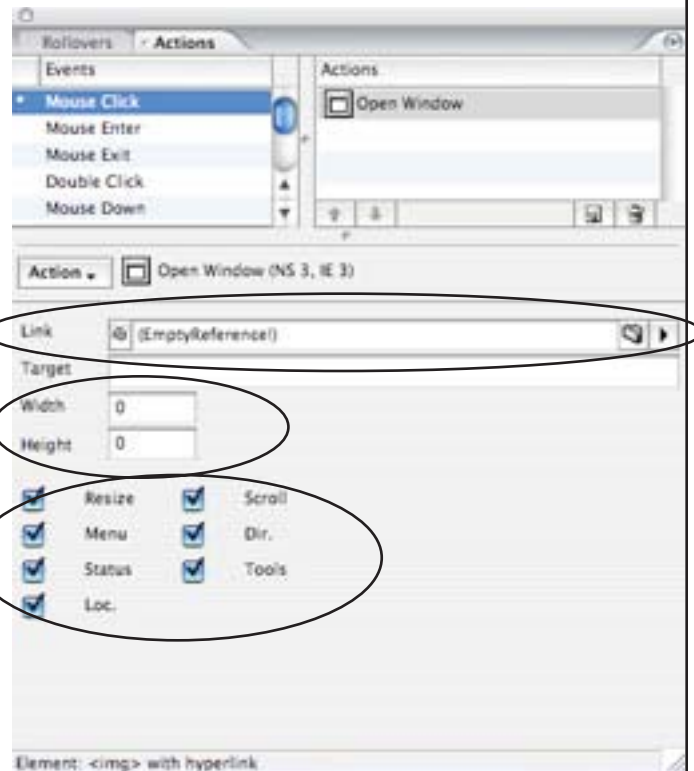 Rollovers Actions
Events
Mouse Click
Mouse Enter
Mouse Exit
Double Click
Mouse Down
Actions
Open Window
Action Open Window (NS 3, IE 3)
Link (EmptyReference!)
Target
Width 0
Height 0
Resize Scroll
Menu Dir.
Status Tools
Loc.
Element: <img> with hyperlink